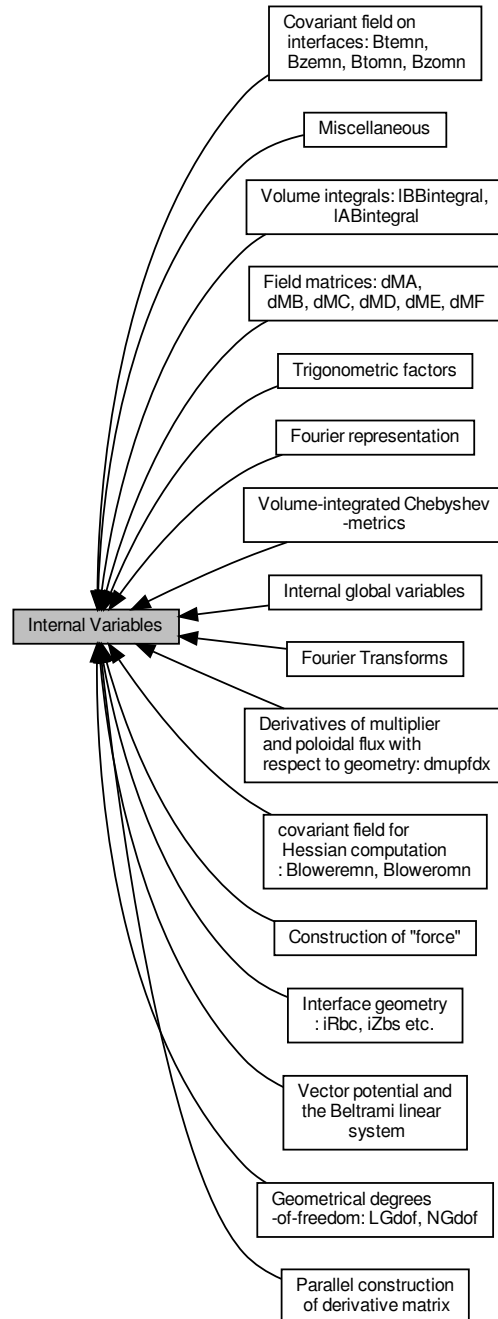 Covariant field on
interfaces: Btemn,
Bzemn, Btomn, Bzomn
Miscellaneous
Volume integrals: lBBintegral,
lABintegral
Field matrices: dMA,
dMB, dMC, dMD, dME, dMF
Trigonometric factors
Fourier representation
Volume-integrated Chebyshev
-metrics
Internal global variables
Internal Variables
Fourier Transforms
Derivatives of multiplier
and poloidal flux with
respect to geometry: dmupfdx
covariant field for
Hessian computation
: Bloweremn, Bloweromn
Construction of "force"
Interface geometry
: iRbc, iZbs etc.
Vector potential and
the Beltrami linear
system
Geometrical degrees
-of-freedom: LGdof, NGdof
Parallel construction
of derivative matrix